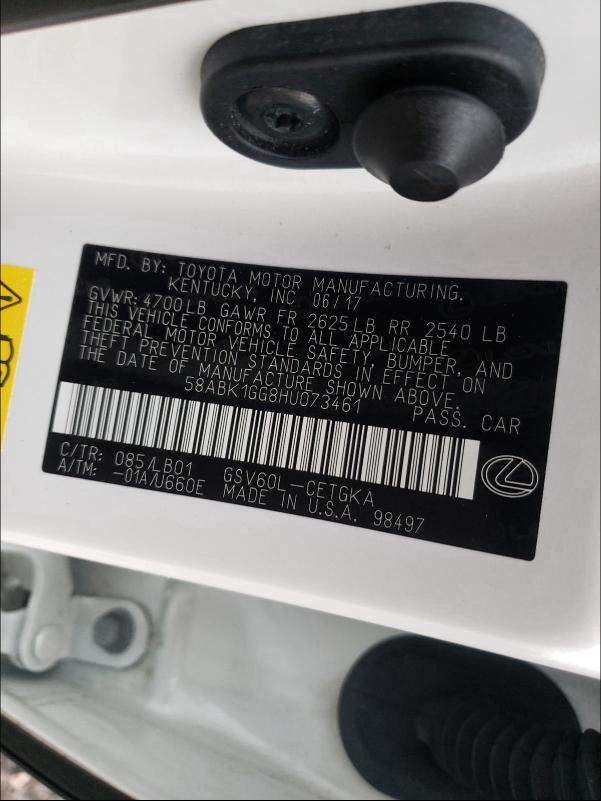 MFD. BY: TOYOTA MOTOR MANUFACTURING,
KENTUCKY, INC 06/17
GVWR: 4700LB GAWR FR 2625LB RR 2540 LB
THIS VEHICLE CONFORMS TO ALL APPLICABLE
FEDERAL MOTOR VEHICLE SAFETY, BUMPER, AND
THEFT PREVENTION STANDARDS IN EFFECT ON
THE DATE OF MANUFACTURE SHOWN ABOVE.
58ABK1GG8HU073461 PASS. CAR
C/TR: 085/LB01 GSV60L-CETGKA
A/TM: -01A/U660E MADE IN U.S.A. 98497